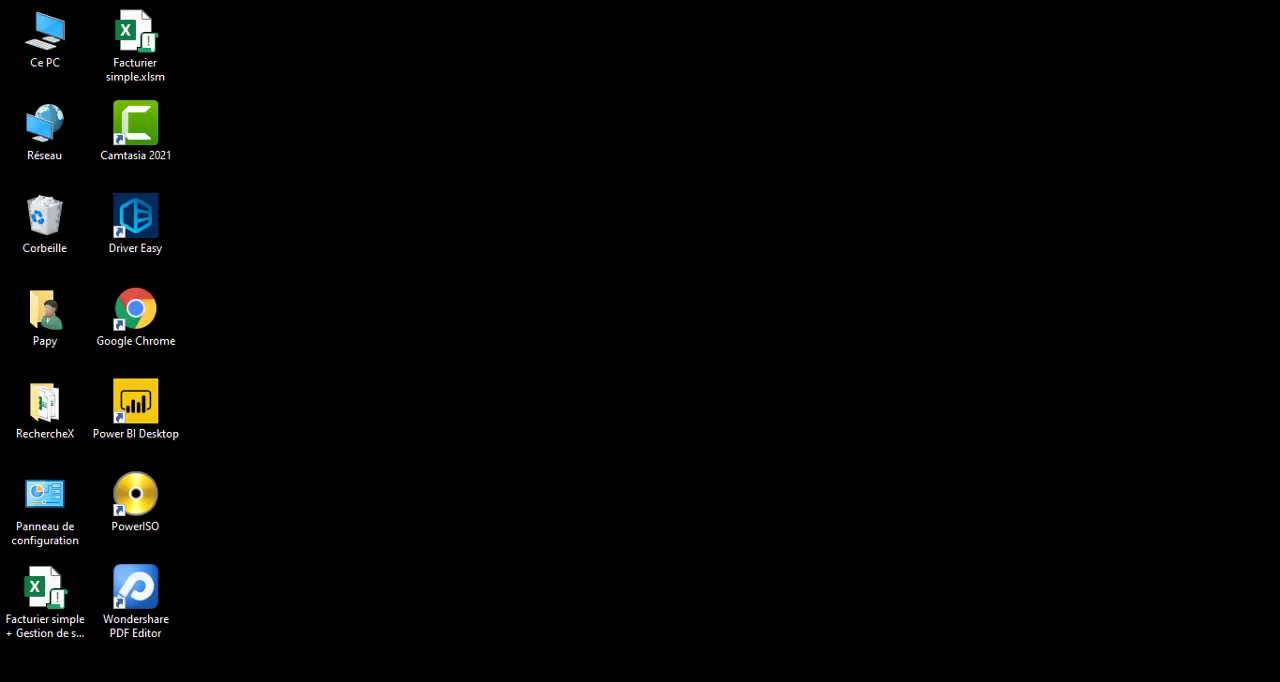 Ce PC
Facturier
simple.xlsm
Réseau
Camtasia 2021
Corbeille
Driver Easy
Papy
Google Chrome
RechercheX
Power BI Desktop
Panneau de
configuration
PowerISO
Facturier simple
+ Gestion de s...
Wondershare
PDF Editor